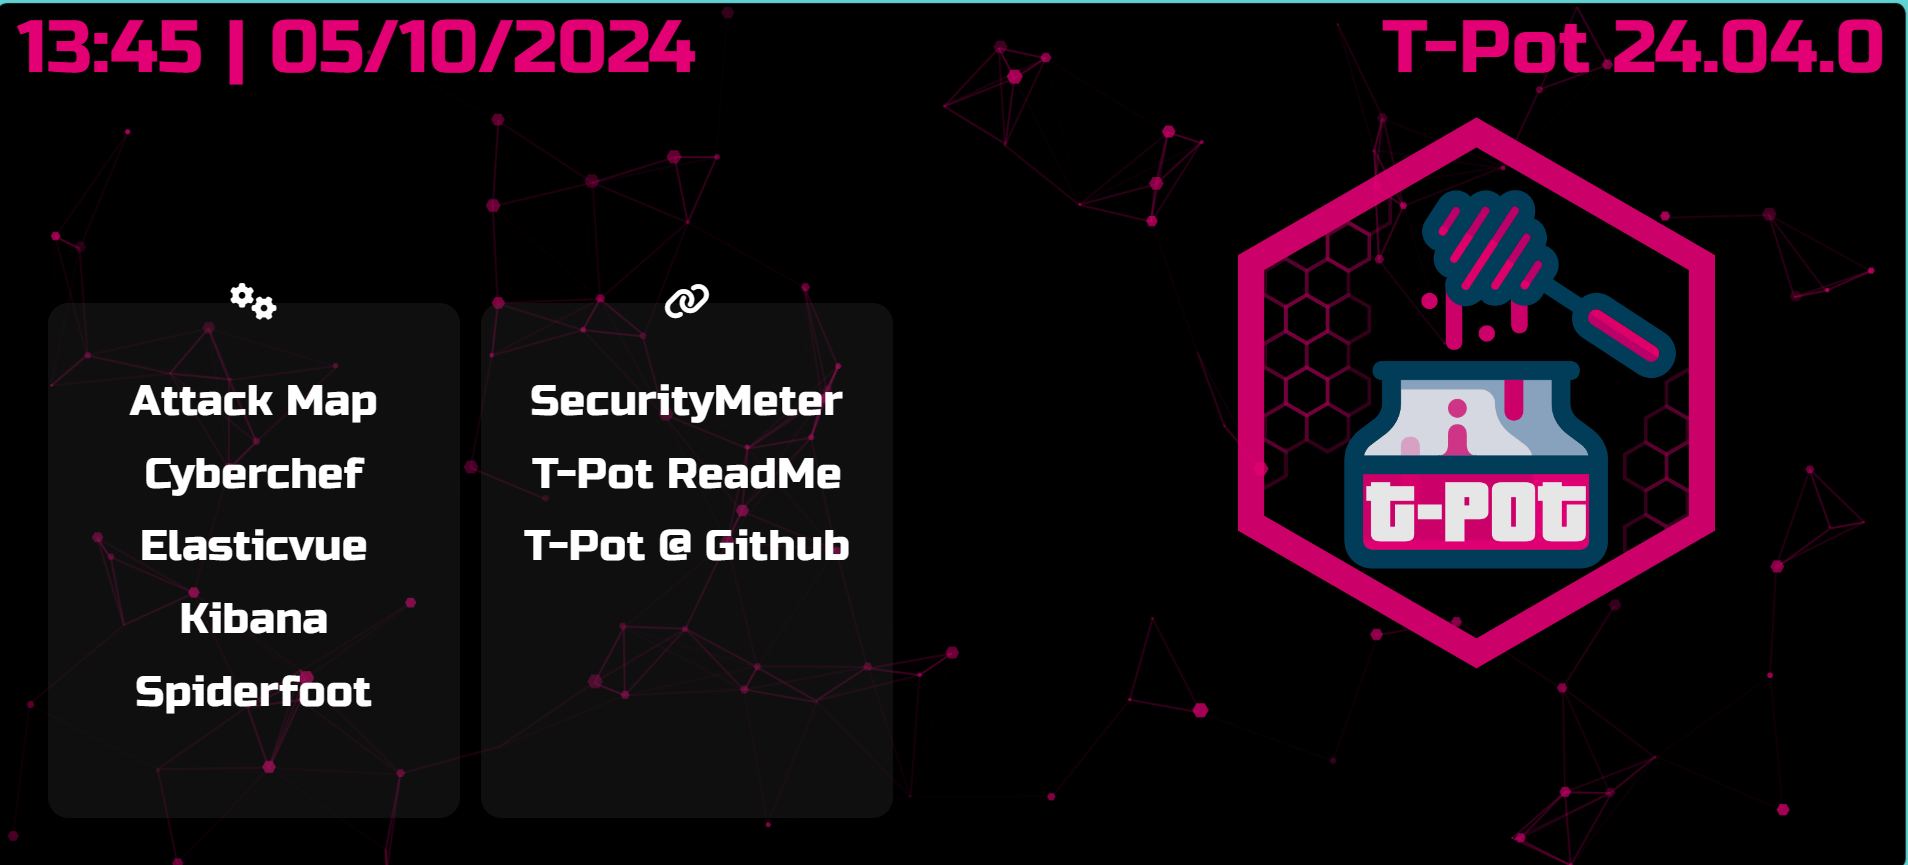 13:45 | 05/10/2024
T-Pot 24.04.0
Attack Map
Cyberchef
Elasticvue
Kibana
Spiderfoot
SecurityMeter
T-Pot ReadMe
T-Pot @ Github
t-pot